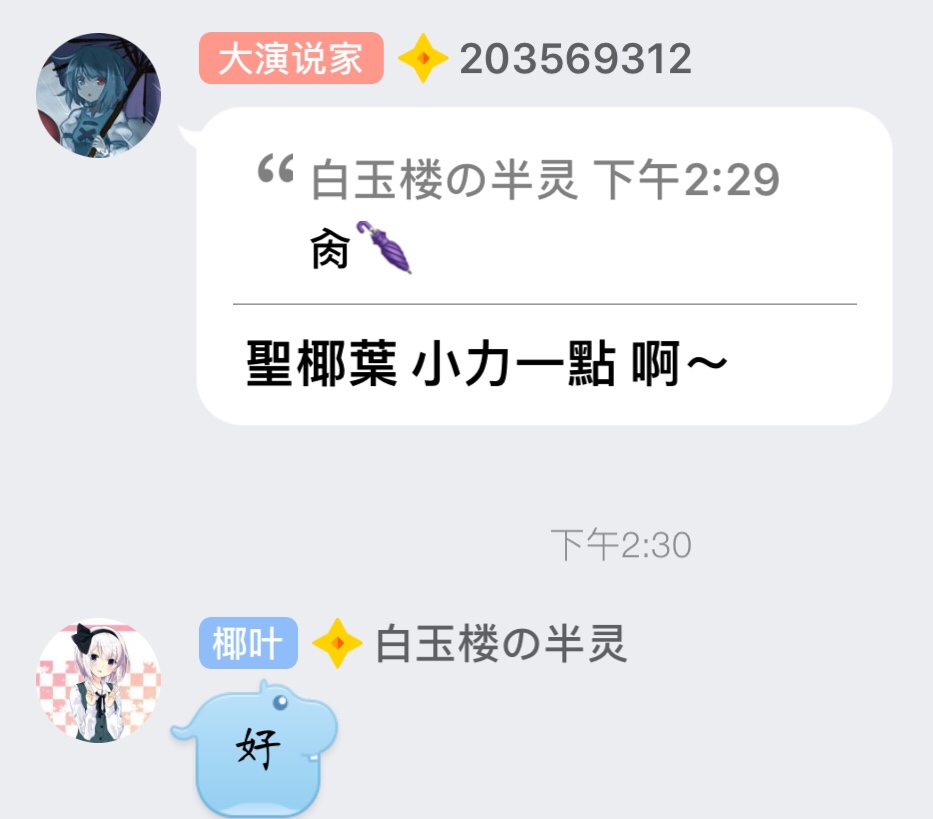 大演说家 203569312
“ 白玉楼の半灵 下午2:29
肏🌂
聖椰葉 小力一點 啊～
下午2:30
椰叶 白玉楼の半灵
好